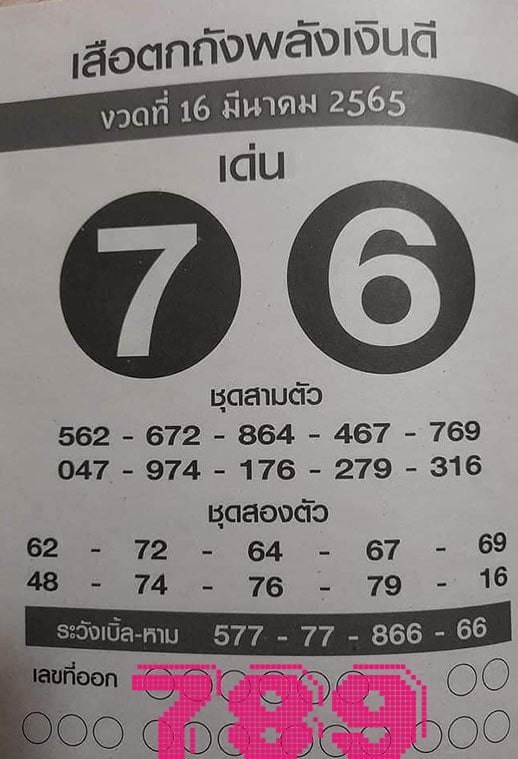 เสือตกถังพลังเงินดี
งวดที่ 16 มีนาคม 2565
เด่น
7 6
ชุดสามตัว
562 - 672 - 864 - 467 - 769
047 - 974 - 176 - 279 - 316
ชุดสองตัว
62 - 72 - 64 - 67 - 69
48 - 74 - 76 - 79 - 16
ระวังเบิ้ล-หาม 577 - 77 - 866 - 66
เลขที่ออก
789